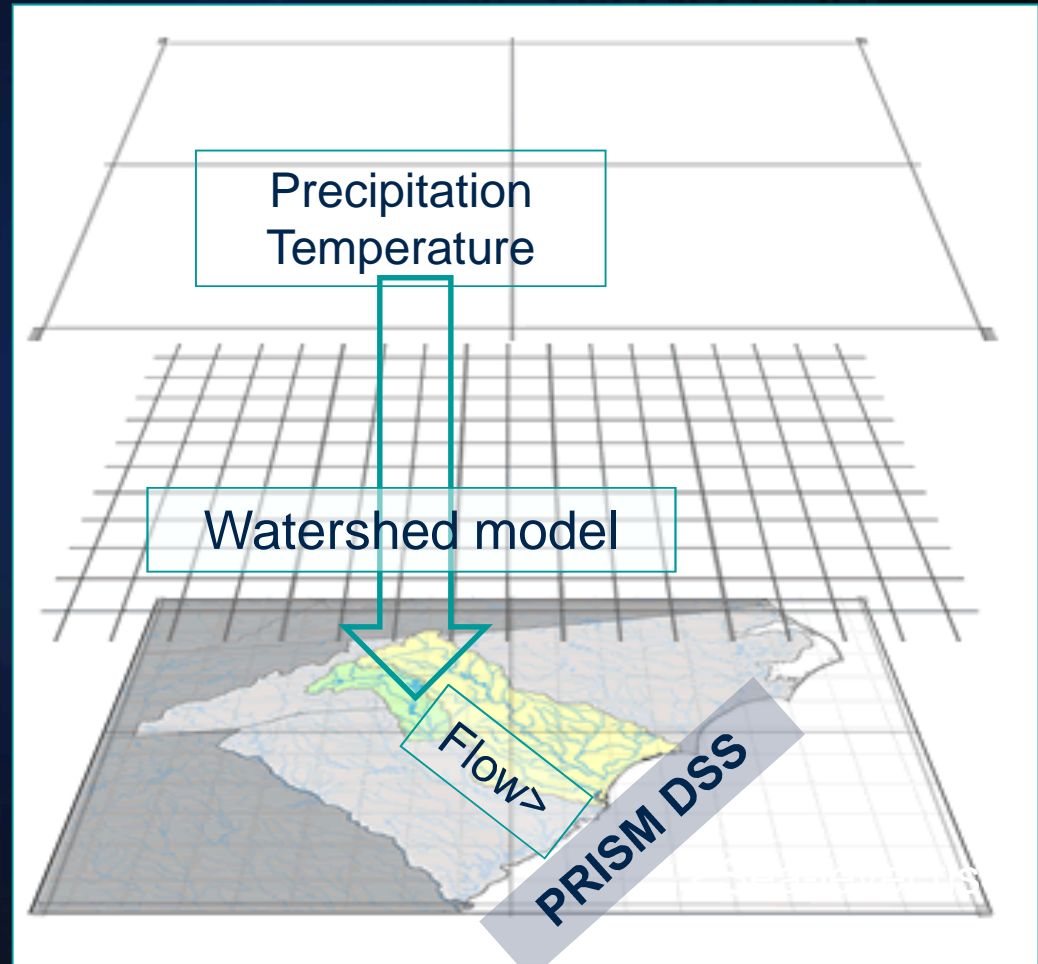 Precipitation
Temperature
Watershed model
Flow>
PRISM DSS